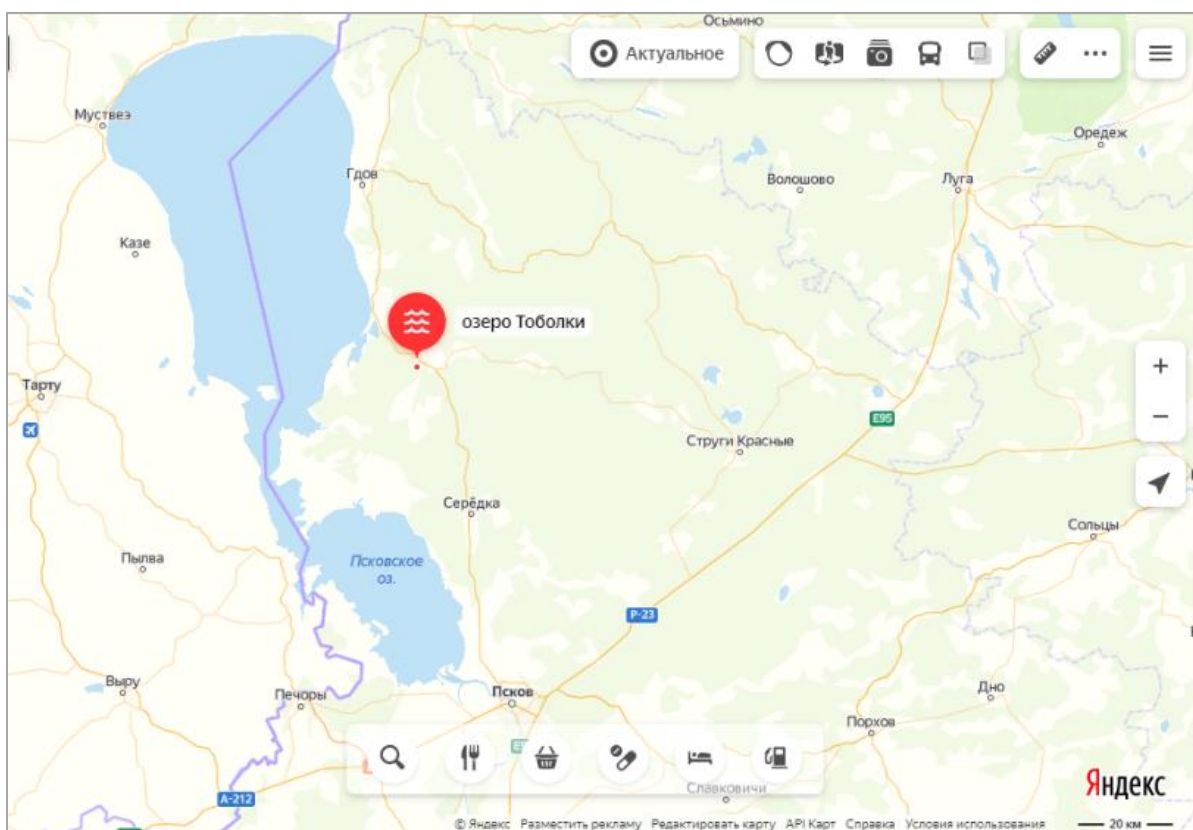 Осьмино
Актуальное
Муствеэ
Оредеж
Гдов
Волошово
Луга
Казе
озеро Тоболки
Тарту
E95
Струги Красные
Серёдка
Сольцы
Пылва
Псковское
оз.
Р-23
Выру
Печоры
Псков
Дно
Порхов
Славковичи
А-212
Яндекс
© Яндекс Разместить рекламу Редактировать карту API Карт Справка Условия использования
20 км